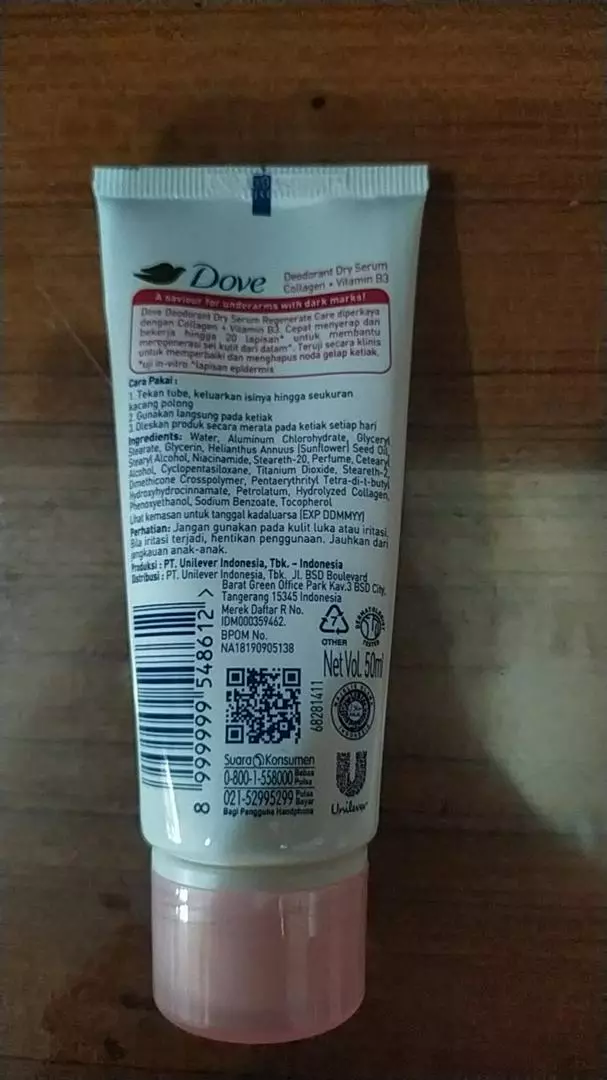 Dove
Deodorant Dry Serum
Collagen + Vitamin B3
A saviour for underarms with dark marks!
Dove Deodorant Dry Serum Regenerate Care diperkaya
dengan Collagen + Vitamin B3. Cepat menyerap dan
bekerja hingga 20 lapisan* untuk membantu
meregenerasi sel kulit dari dalam^. Teruji secara klinis
untuk memperbaiki dan menghapus noda gelap ketiak.
^uji in-vitro *lapisan epidermis
Cara Pakai :
1. Tekan tube, keluarkan isinya hingga seukuran
kacang polong
2. Gunakan langsung pada ketiak
3. Oleskan produk secara merata pada ketiak setiap hari
Ingredients: Water, Aluminum Chlorohydrate, Glyceryl
Stearate, Glycerin, Helianthus Annuus (Sunflower) Seed Oil,
Stearyl Alcohol, Niacinamide, Steareth-20, Perfume, Cetearyl
Alcohol, Cyclopentasiloxane, Titanium Dioxide, Steareth-2,
Dimethicone Crosspolymer, Pentaerythrityl Tetra-di-t-butyl
Hydroxyhydrocinnamate, Petrolatum, Hydrolyzed Collagen,
Phenoxyethanol, Sodium Benzoate, Tocopherol
Lihat kemasan untuk tanggal kadaluarsa (EXP DDMMYY)
Perhatian: Jangan gunakan pada kulit luka atau iritasi.
Bila iritasi terjadi, hentikan penggunaan. Jauhkan dari
jangkauan anak-anak.
Produksi : PT. Unilever Indonesia, Tbk. - Indonesia
Distribusi : PT. Unilever Indonesia, Tbk. Jl. BSD Boulevard
Barat Green Office Park Kav.3 BSD City,
Tangerang 15345 Indonesia
Merek Daftar R No.
IDM000359462.
BPOM No.
NA18190905138
7
OTHER
DERMATOLOGIST
TESTED
Net Vol. 50ml
8 999999 548612 >
68281411
Suara Konsumen
0-800-1-558000 Bebas Pulsa
021-52995299 Pulsa Bayar
Bagi Pengguna Handphone
Unilever